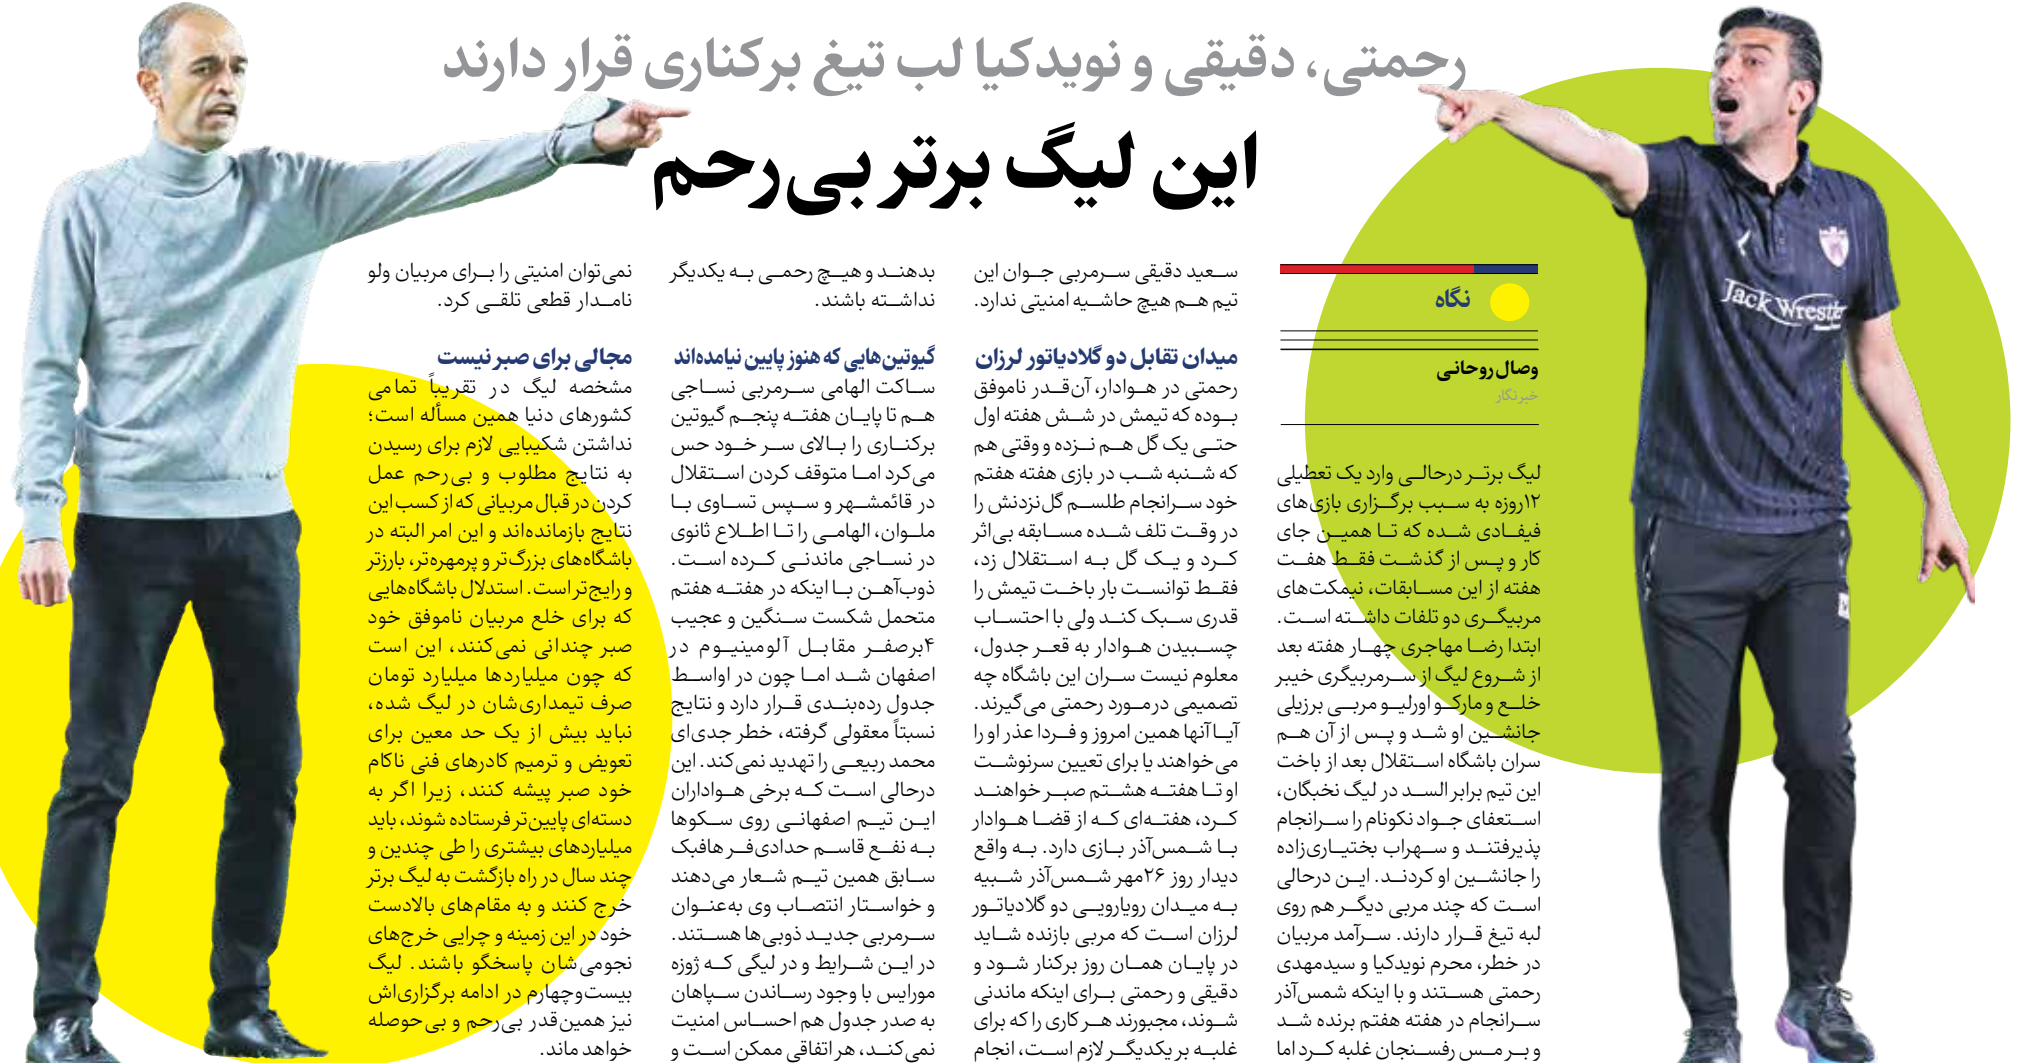 رحمتی، دقیقی و نویدکیا لب تیغ برکناری قرار دارند
این لیگ برتر بی‌رحم
نگاه
وصال روحانی
خبرنگار
لیگ برتر درحالی وارد یک تعطیلی
۱۲روزه به سبب برگزاری بازی‌های
فیفادی شده که تا همین جای
کار و پس از گذشت فقط هفت
هفته از این مسابقات، نیمکت‌های
مربیگری دو تلفات داشته است.
ابتدا رضا مهاجری چهار هفته بعد
از شروع لیگ از سرمربیگری خیبر
خلع و مارکو اورلیو مربی برزیلی
جانشین او شد و پس از آن هم
سران باشگاه استقلال بعد از باخت
این تیم برابر السد در لیگ نخبگان،
استعفای جواد نکونام را سرانجام
پذیرفتند و سهراب بختیاری‌زاده
را جانشین او کردند. این درحالی
است که چند مربی دیگر هم روی
لبه تیغ قرار دارند. سرآمد مربیان
در خطر، محرم نویدکیا و سیدمهدی
رحمتی هستند و با اینکه شمس‌آذر
سرانجام در هفته هفتم برنده شد
و بر مس رفسنجان غلبه کرد اما
سعید دقیقی سرمربی جوان این
تیم هم هیچ حاشیه امنیتی ندارد.
میدان تقابل دو گلادیاتور لرزان
رحمتی در هوادار، آن‌قدر ناموفق
بوده که تیمش در شش هفته اول
حتی یک گل هم نزده و وقتی هم
که شنبه شب در بازی هفته هفتم
خود سرانجام طلسم گل‌نزدنش را
در وقت تلف شده مسابقه بی‌اثر
کرد و یک گل به استقلال زد،
فقط توانست بار باخت تیمش را
قدری سبک کند ولی با احتساب
چسبیدن هوادار به قعر جدول،
معلوم نیست سران این باشگاه چه
تصمیمی درمورد رحمتی می‌گیرند.
آیا آنها همین امروز و فردا عذر او را
می‌خواهند یا برای تعیین سرنوشت
او تا هفته هشتم صبر خواهند
کرد، هفته‌ای که از قضا هوادار
با شمس‌آذر بازی دارد. به واقع
دیدار روز ۲۶مهر شمس‌آذر شبیه
به میدان رویارویی دو گلادیاتور
لرزان است که مربی بازنده شاید
در پایان همان روز برکنار شود و
دقیقی و رحمتی برای اینکه ماندنی
شوند، مجبورند هر کاری را که برای
غلبه بر یکدیگر لازم است، انجام
بدهند و هیچ رحمی به یکدیگر
نداشته باشند.
گیوتین‌هایی که هنوز پایین نیامده‌اند
ساکت الهامی سرمربی نساجی
هم تا پایان هفته پنجم گیوتین
برکناری را بالای سر خود حس
می‌کرد اما متوقف کردن استقلال
در قائمشهر و سپس تساوی با
ملوان، الهامی را تا اطلاع ثانوی
در نساجی ماندنی کرده است.
ذوب‌آهن با اینکه در هفته هفتم
متحمل شکست سنگین و عجیب
۴برصفر مقابل آلومینیوم در
اصفهان شد اما چون در اواسط
جدول رده‌بندی قرار دارد و نتایج
نسبتاً معقولی گرفته، خطر جدی‌ای
محمد ربیعی را تهدید نمی‌کند. این
درحالی است که برخی هواداران
این تیم اصفهانی روی سکوها
به نفع قاسم حدادی‌فر هافبک
سابق همین تیم شعار می‌دهند
و خواستار انتصاب وی به‌عنوان
سرمربی جدید ذوبی‌ها هستند.
در این شرایط و در لیگی که ژوزه
مورایس با وجود رساندن سپاهان
به صدر جدول هم احساس امنیت
نمی‌کند، هر اتفاقی ممکن است و
نمی‌توان امنیتی را برای مربیان ولو
نامدار قطعی تلقی کرد.
مجالی برای صبر نیست
مشخصه لیگ در تقریباً تمامی
کشورهای دنیا همین مسأله است؛
نداشتن شکیبایی لازم برای رسیدن
به نتایج مطلوب و بی‌رحم عمل
کردن در قبال مربیانی که از کسب این
نتایج بازمانده‌اند و این امر البته در
باشگاه‌های بزرگ‌تر و پرمهره‌تر، بارزتر
و رایج‌تر است. استدلال باشگاه‌هایی
که برای خلع مربیان ناموفق خود
صبر چندانی نمی‌کنند، این است
که چون میلیاردها میلیارد تومان
صرف تیمداری‌شان در لیگ شده،
نباید بیش از یک حد معین برای
تعویض و ترمیم کادرهای فنی ناکام
خود صبر پیشه کنند، زیرا اگر به
دسته‌ای پایین‌تر فرستاده شوند، باید
میلیاردهای بیشتری را طی چندین و
چند سال در راه بازگشت به لیگ برتر
خرج کنند و به مقام‌های بالادست
خود در این زمینه و چرایی خرج‌های
نجومی‌شان پاسخگو باشند. لیگ
بیست‌وچهارم در ادامه برگزاری‌اش
نیز همین‌قدر بی‌رحم و بی‌حوصله
خواهد ماند.
Jack Wrest